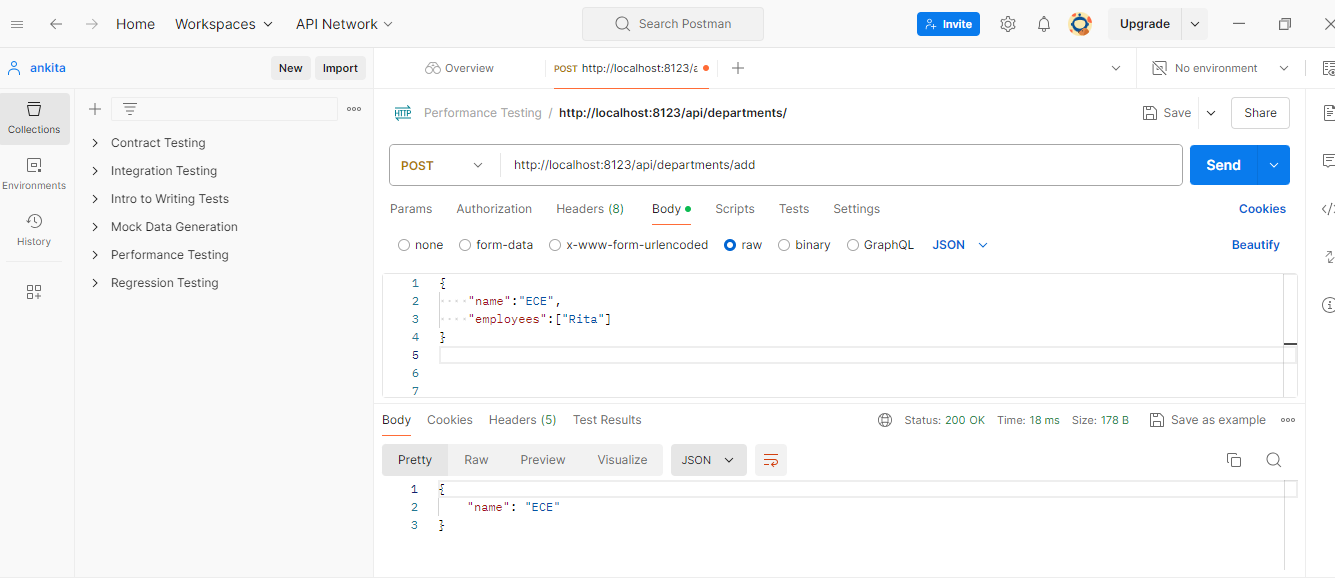 Home Workspaces API Network Search Postman Invite Upgrade
ankita New Import Overview POST http://localhost:8123/a No environment
Collections
Environments
History
Contract Testing
Integration Testing
Intro to Writing Tests
Mock Data Generation
Performance Testing
Regression Testing
HTTP Performance Testing / http://localhost:8123/api/departments/ Save Share
POST http://localhost:8123/api/departments/add Send
Params Authorization Headers (8) Body Scripts Tests Settings Cookies
none form-data x-www-form-urlencoded raw binary GraphQL JSON Beautify
1 {
2 "name":"ECE",
3 "employees":["Rita"]
4 }
5
6
7
Body Cookies Headers (5) Test Results Status: 200 OK Time: 18 ms Size: 178 B Save as example
Pretty Raw Preview Visualize JSON
1 {
2 "name": "ECE"
3 }